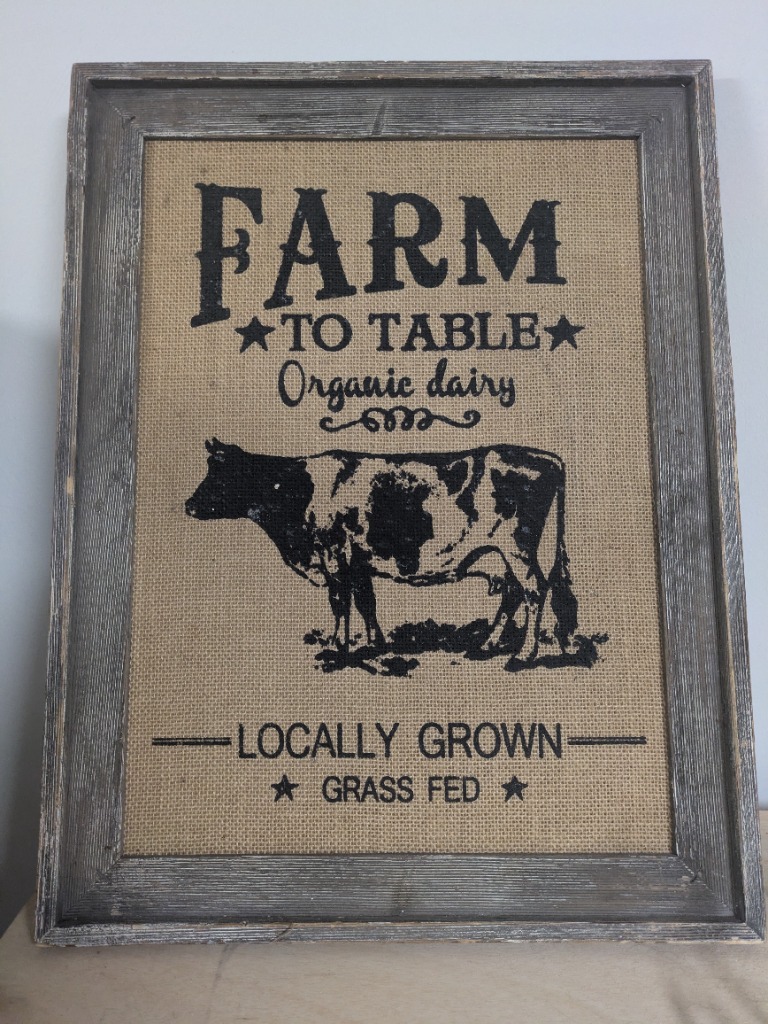 FARM
TO TABLE
Organic dairy
LOCALLY GROWN
GRASS FED